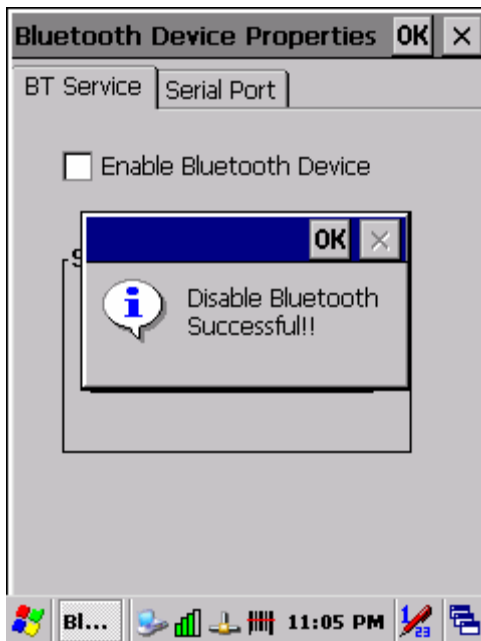 Bluetooth Device Properties OK ×
BT Service Serial Port
Enable Bluetooth Device
OK ×
Disable Bluetooth
Successful!!
Bl... 11:05 PM